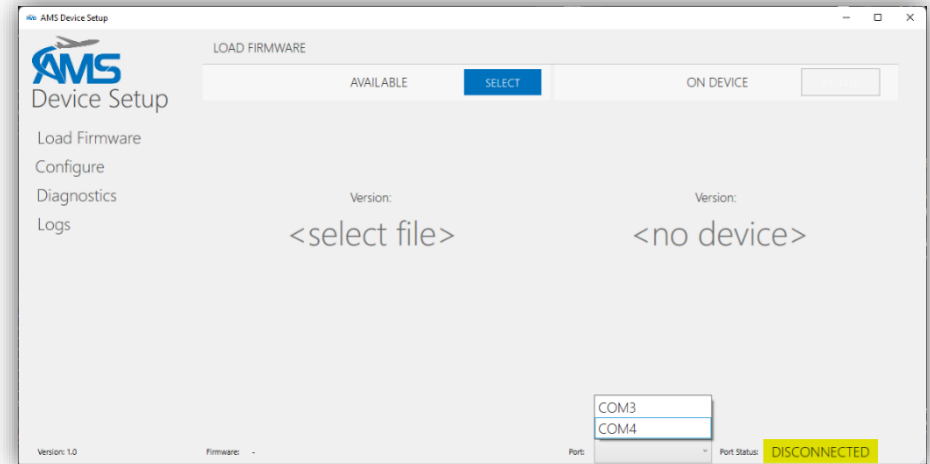 AMS Device Setup
AMS
Device Setup
Load Firmware
Configure
Diagnostics
Logs
LOAD FIRMWARE
AVAILABLE
SELECT
ON DEVICE
Version:
<select file>
Version:
<no device>
COM3
COM4
Version: 1.0
Firmware: -
Port:
Port Status: DISCONNECTED